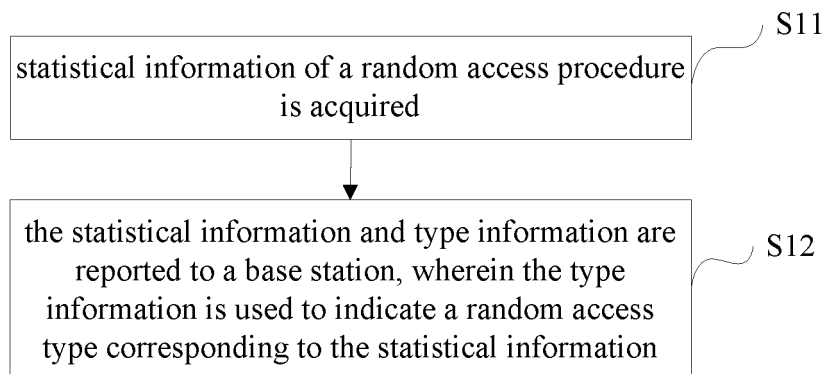 S11
statistical information of a random access procedure
is acquired
the statistical information and type information are
reported to a base station, wherein the type
S12
information is used to indicate a random access
type corresponding to the statistical information